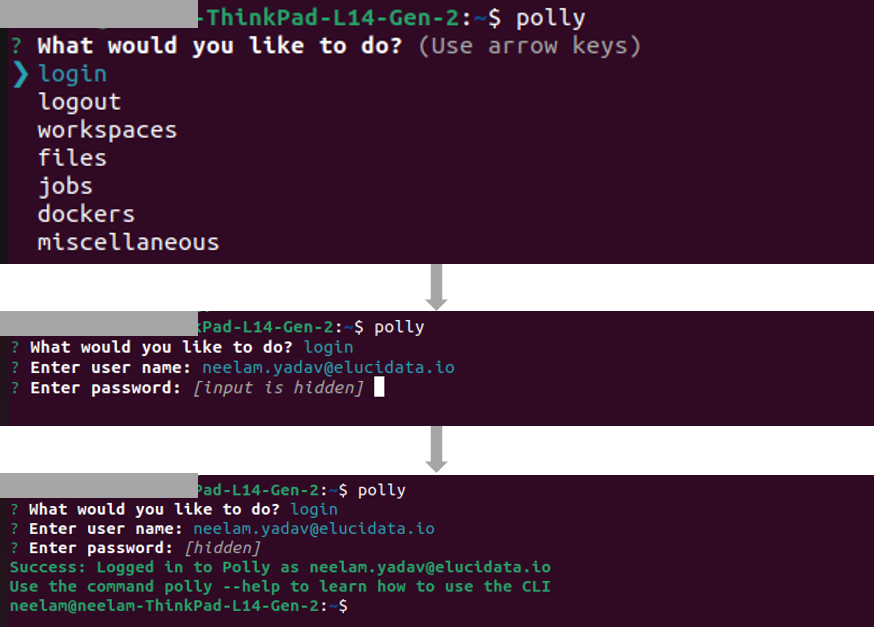 -ThinkPad-L14-Gen-2:~$ polly
? What would you like to do? (Use arrow keys)
❯ login
logout
workspaces
files
jobs
dockers
miscellaneous
Pad-L14-Gen-2:~$ polly
? What would you like to do? login
? Enter user name: neelam.yadav@elucidata.io
? Enter password: [input is hidden]
Pad-L14-Gen-2:~$ polly
? What would you like to do? login
? Enter user name: neelam.yadav@elucidata.io
? Enter password: [hidden]
Success: Logged in to Polly as neelam.yadav@elucidata.io
Use the command polly --help to learn how to use the CLI
neelam@neelam-ThinkPad-L14-Gen-2:~$